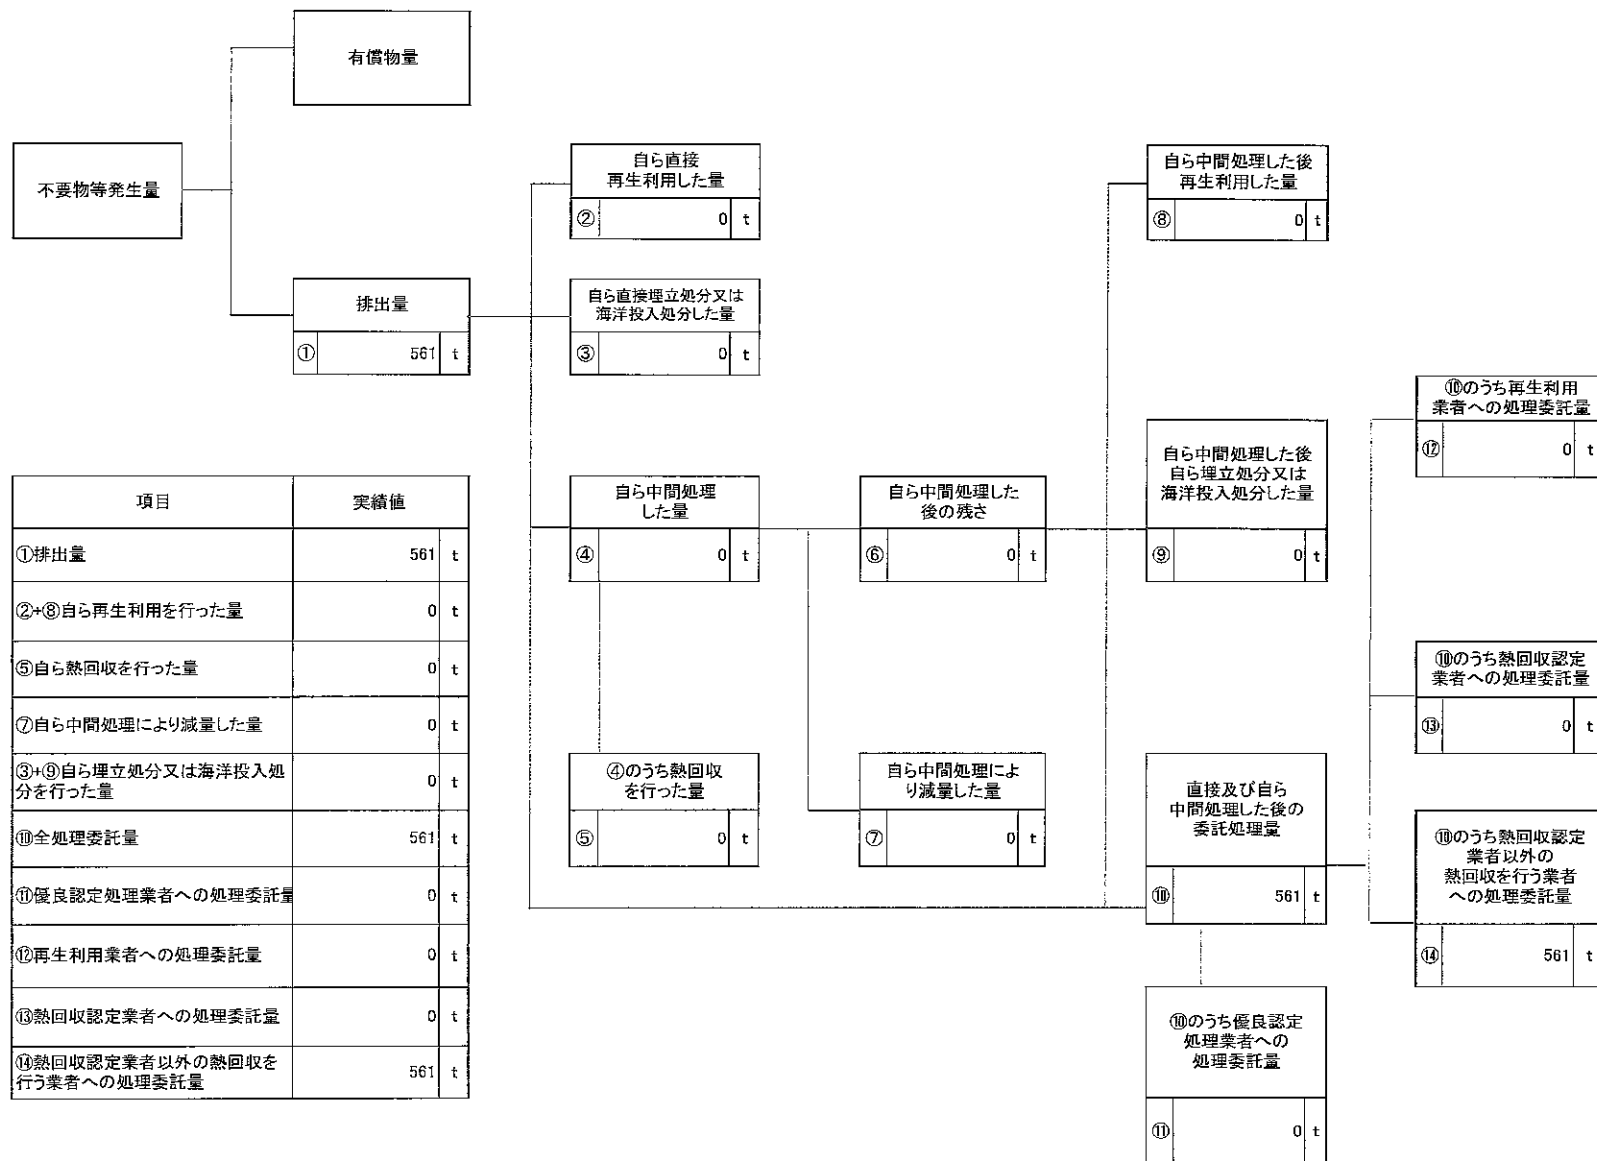 有償物量
不要物等発生量
排出量
① 561 t
自ら直接
再生利用した量
② 0 t
自ら直接埋立処分又は
海洋投入処分した量
③ 0 t
自ら中間処理
した量
④ 0 t
④のうち熱回収
を行った量
⑤ 0 t
自ら中間処理した
後の残さ
⑥ 0 t
自ら中間処理によ
り減量した量
⑦ 0 t
自ら中間処理した後
再生利用した量
⑧ 0 t
自ら中間処理した後
自ら埋立処分又は
海洋投入処分した量
⑨ 0 t
直接及び自ら
中間処理した後の
委託処理量
⑩ 561 t
⑩のうち優良認定
処理業者への
処理委託量
⑪ 0 t
⑩のうち再生利用
業者への処理委託量
⑫ 0 t
⑩のうち熱回収認定
業者への処理委託量
⑬ 0 t
⑩のうち熱回収認定
業者以外の
熱回収を行う業者
への処理委託量
⑭ 561 t
項目 実績値
①排出量 561 t
②+⑧自ら再生利用を行った量 0 t
⑤自ら熱回収を行った量 0 t
⑦自ら中間処理により減量した量 0 t
③+⑨自ら埋立処分又は海洋投入処
分を行った量 0 t
⑩全処理委託量 561 t
⑪優良認定処理業者への処理委託量 0 t
⑫再生利用業者への処理委託量 0 t
⑬熱回収認定業者への処理委託量 0 t
⑭熱回収認定業者以外の熱回収を
行う業者への処理委託量 561 t